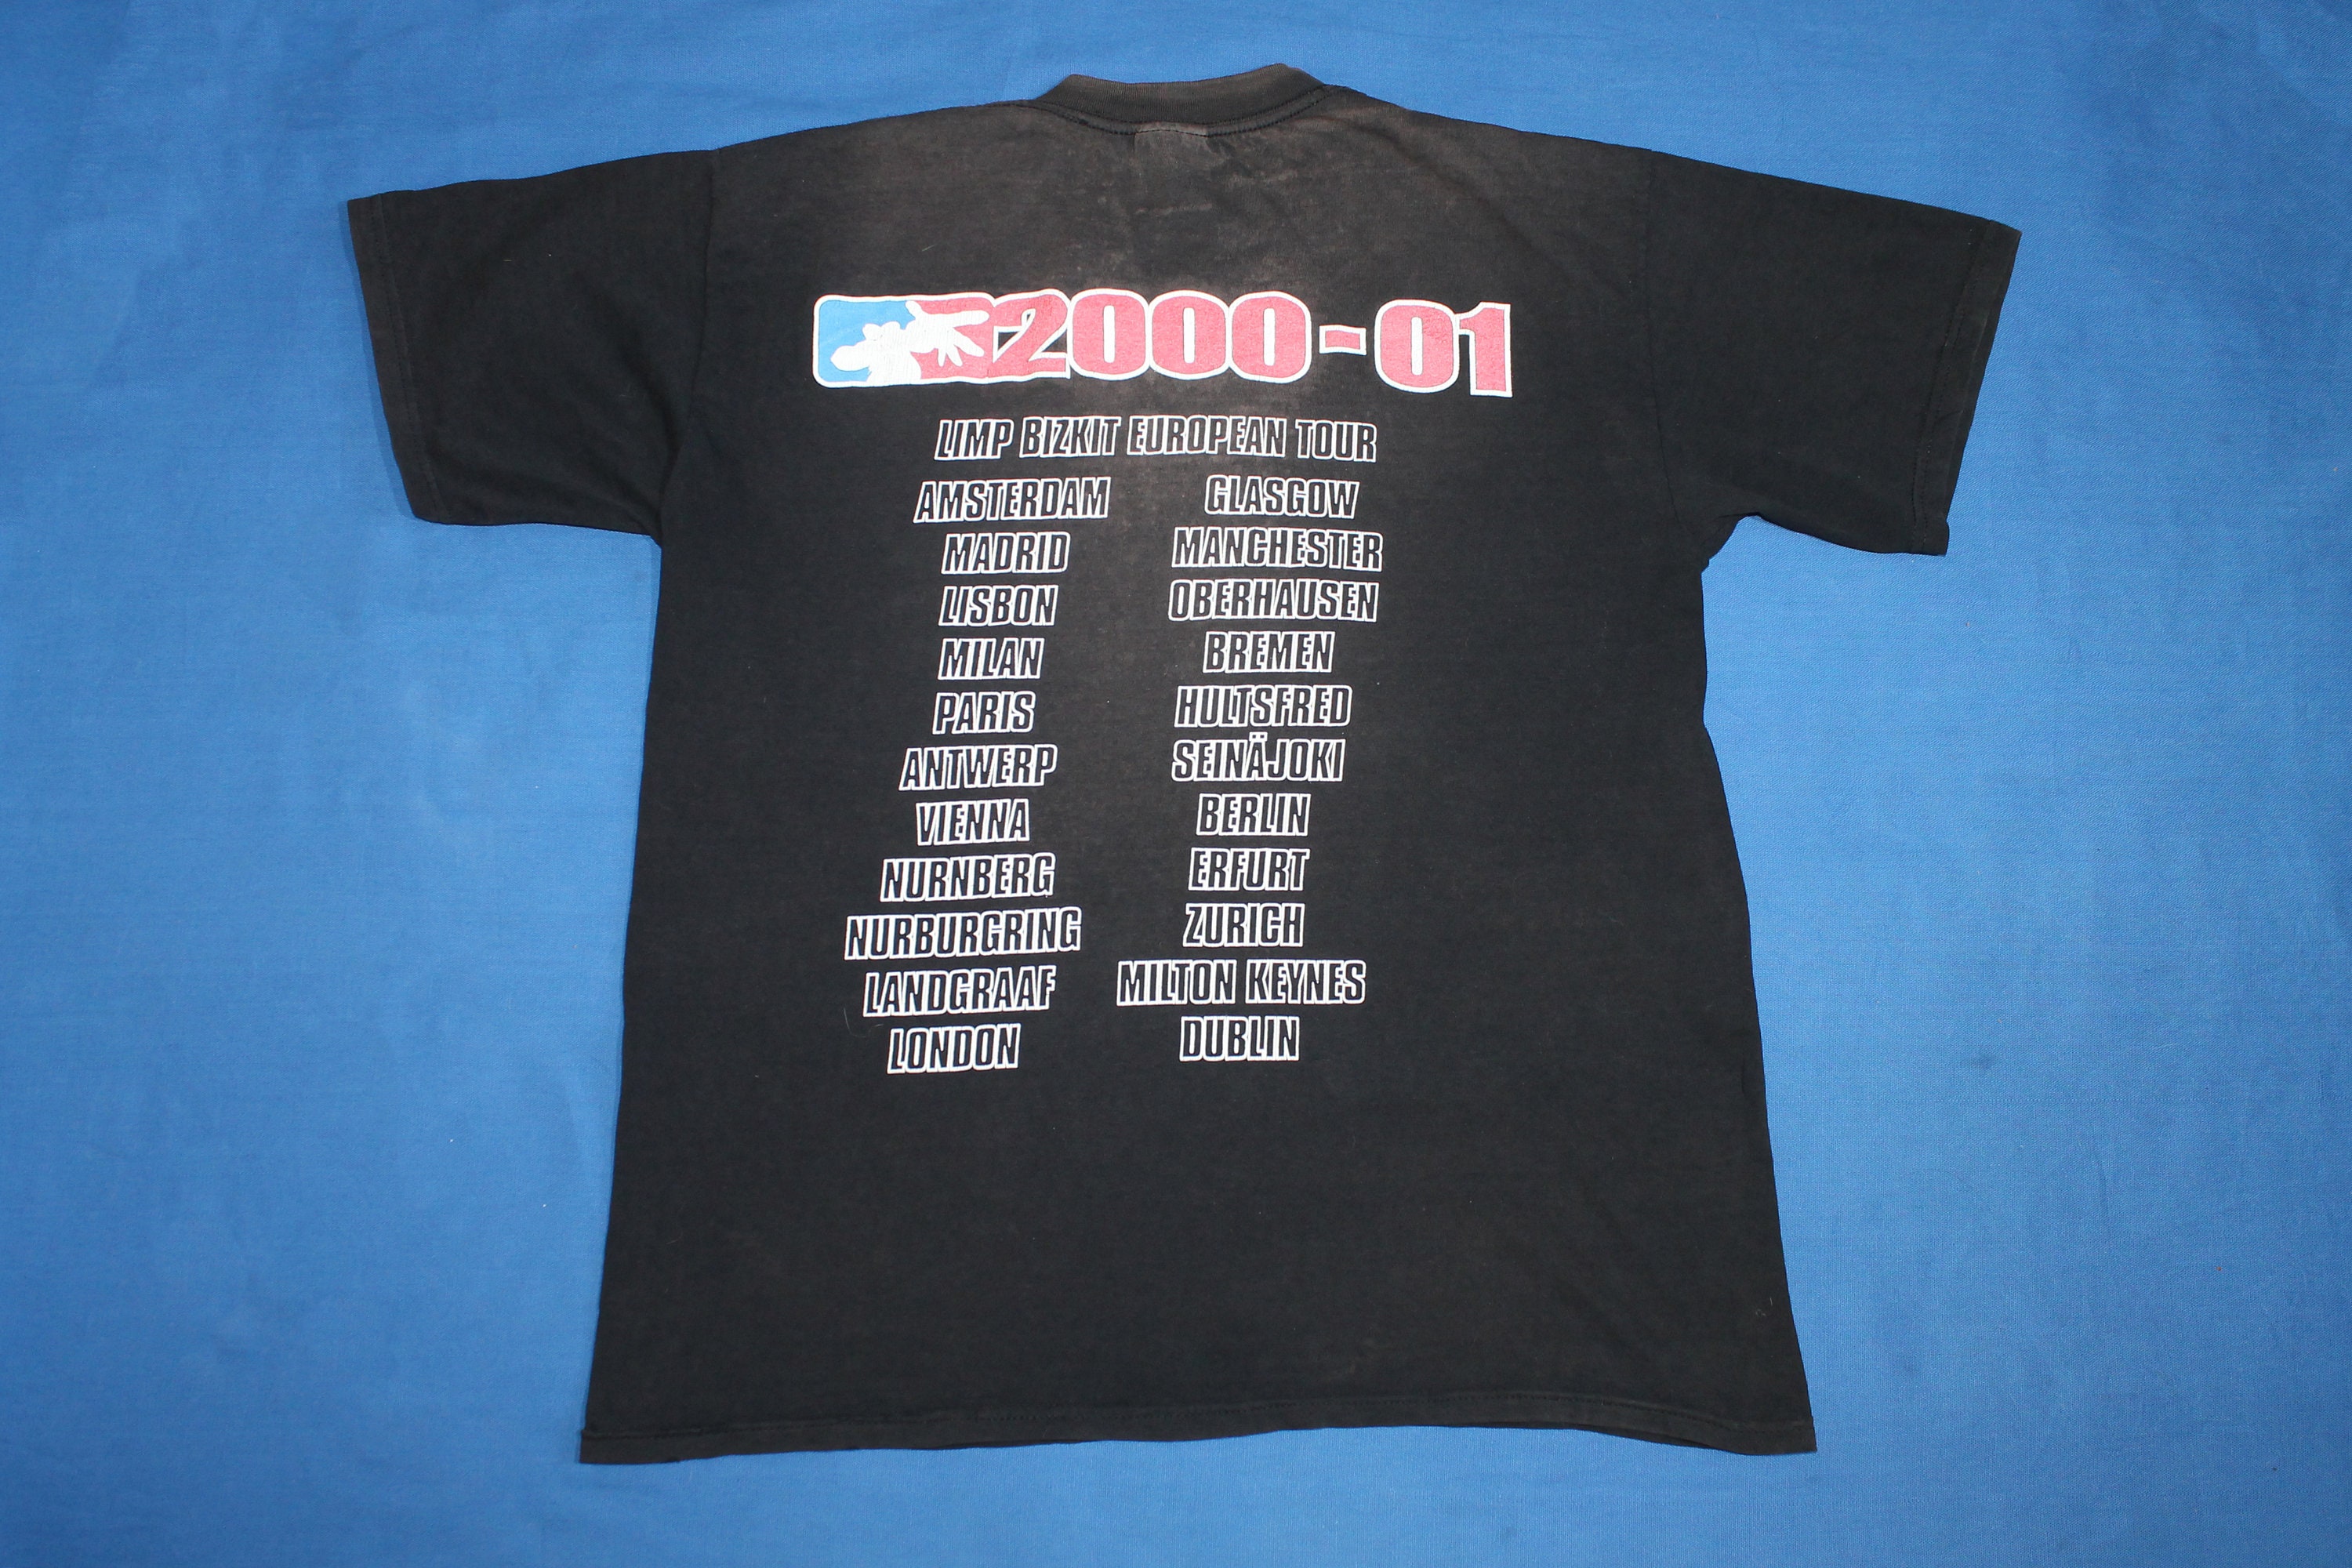 2000-01
LIMP BIZKIT EUROPEAN TOUR
AMSTERDAM
MADRID
LISBON
MILAN
PARIS
ANTWERP
VIENNA
NURNBERG
NURBURGRING
LANDGRAAF
LONDON
GLASGOW
MANCHESTER
OBERHAUSEN
BREMEN
HULTSFRED
SEINÄJOKI
BERLIN
ERFURT
ZURICH
MILTON KEYNES
DUBLIN